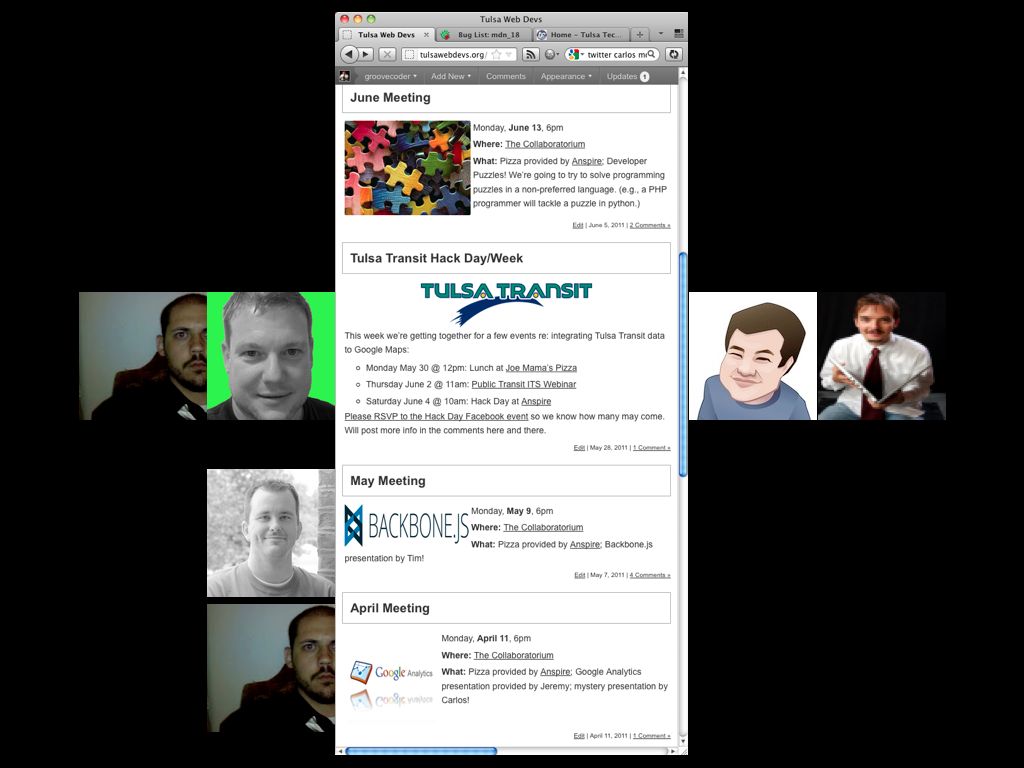 Tulsa Web Devs
Tulsa Web Devs
Bug List: mdn_18
Home – Tulsa Tec...
tulsawebdevs.org/
twitter carlos m
groovecoder
Add New
Comments
Appearance
Updates 1
June Meeting
Monday, June 13, 6pm
Where: The Collaboratorium
What: Pizza provided by Anspire; Developer
Puzzles! We're going to try to solve programming
puzzles in a non-preferred language. (e.g., a PHP
programmer will tackle a puzzle in python.)
Edit | June 5, 2011 | 2 Comments »
Tulsa Transit Hack Day/Week
TULSA TRANSIT
This week we're getting together for a few events re: integrating Tulsa Transit data
to Google Maps:
Monday May 30 @ 12pm: Lunch at Joe Mama's Pizza
Thursday June 2 @ 11am: Public Transit ITS Webinar
Saturday June 4 @ 10am: Hack Day at Anspire
Please RSVP to the Hack Day Facebook event so we know how many may come.
Will post more info in the comments here and there.
Edit | May 28, 2011 | 1 Comment »
May Meeting
BACKBONE.JS
Monday, May 9, 6pm
Where: The Collaboratorium
What: Pizza provided by Anspire; Backbone.js
presentation by Tim!
Edit | May 7, 2011 | 4 Comments »
April Meeting
Google Analytics
Monday, April 11, 6pm
Where: The Collaboratorium
What: Pizza provided by Anspire; Google Analytics
presentation provided by Jeremy; mystery presentation by
Carlos!
Edit | April 11, 2011 | 1 Comment »